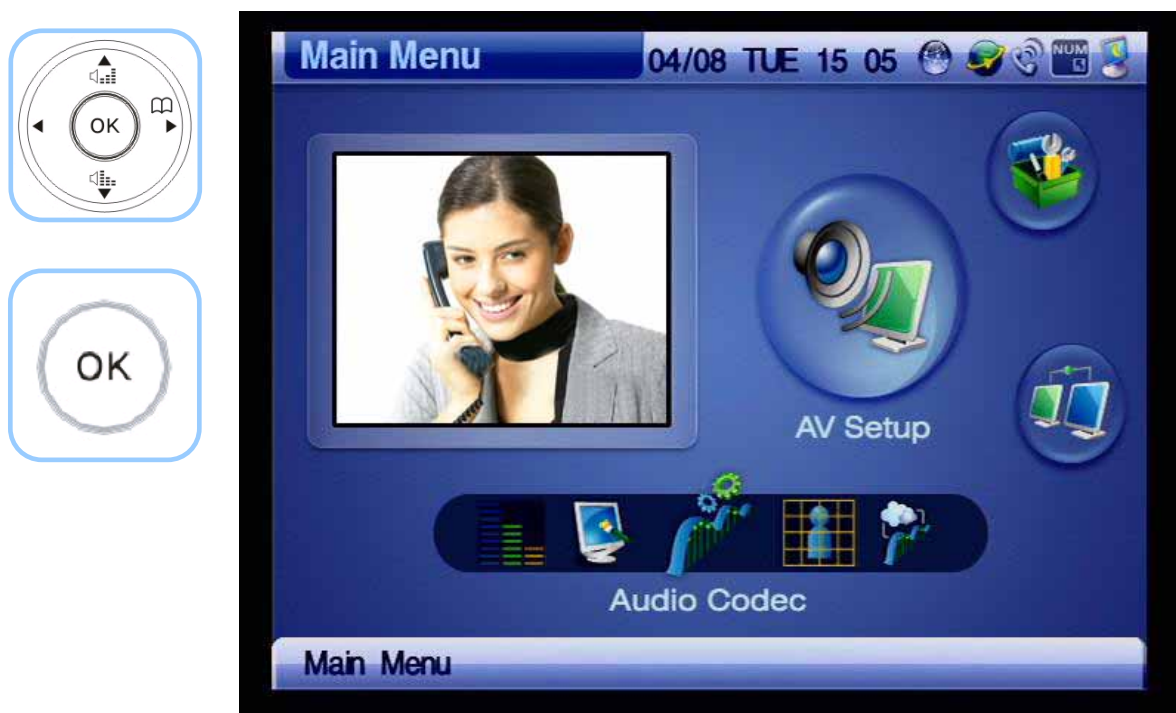 OK
OK
Main Menu 04/08 TUE 15 05 NUM
AV Setup
Audio Codec
Main Menu